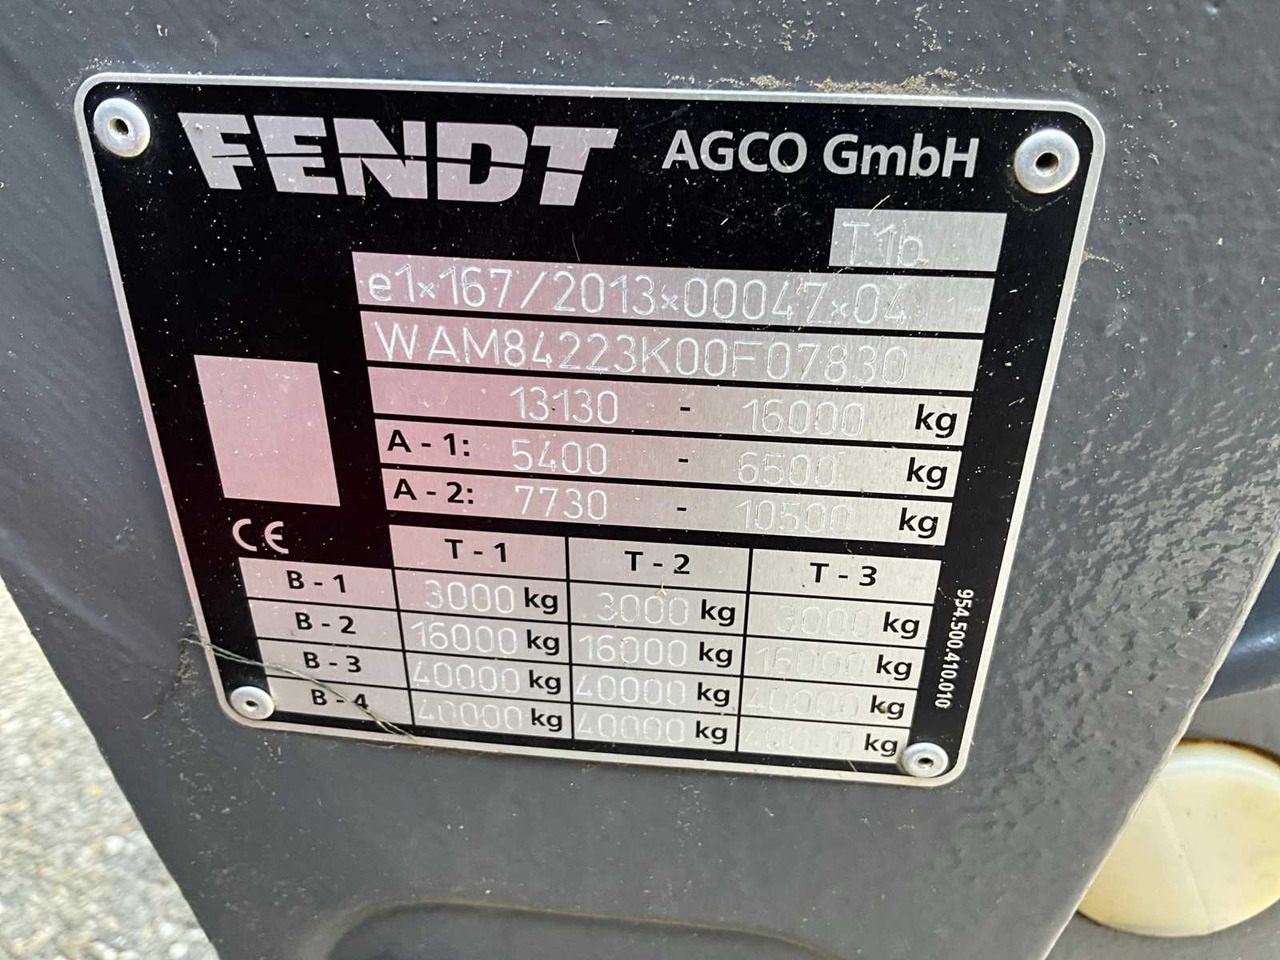 FENDT AGCO GmbH
T1b
e1*167/2013*00047*04
WAM84223K00F07830
13130 - 16000 kg
A - 1: 5400 - 6500 kg
A - 2: 7730 - 10500 kg
CE
T - 1 T - 2 T - 3
B - 1 3000 kg 3000 kg 3000 kg
B - 2 16000 kg 16000 kg 16000 kg
B - 3 40000 kg 40000 kg 40000 kg
B - 4 40000 kg 40000 kg kg
954.500.410.010